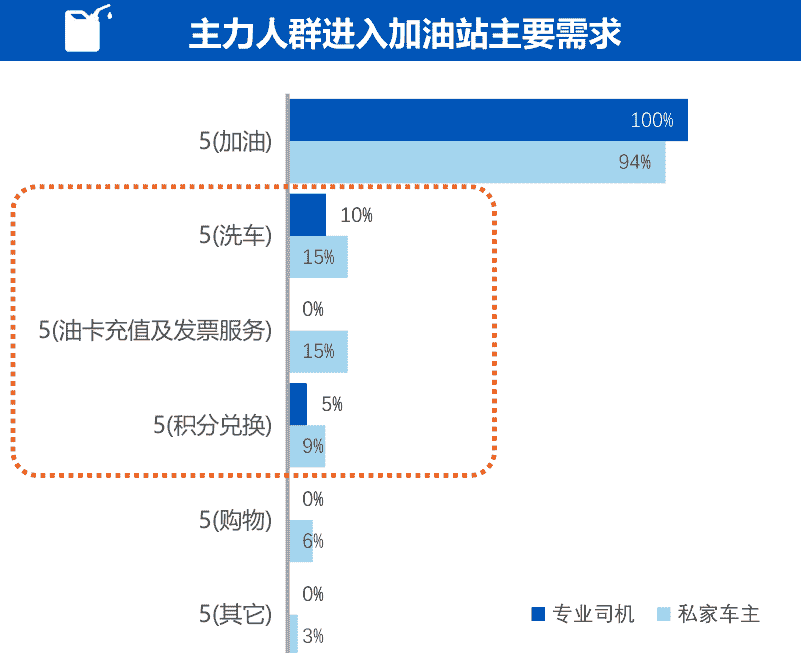 主力人群进入加油站主要需求
5(加油)
100%
94%
5(洗车)
10%
15%
5(油卡充值及发票服务)
0%
15%
5(积分兑换)
5%
9%
5(购物)
0%
6%
5(其它)
0%
3%
专业司机 私家车主